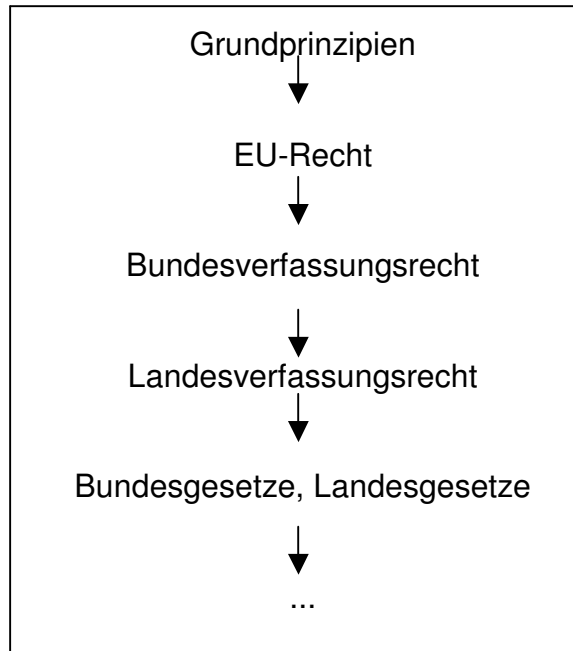 Grundprinzipien
EU-Recht
Bundesverfassungsrecht
Landesverfassungsrecht
Bundesgesetze, Landesgesetze
...